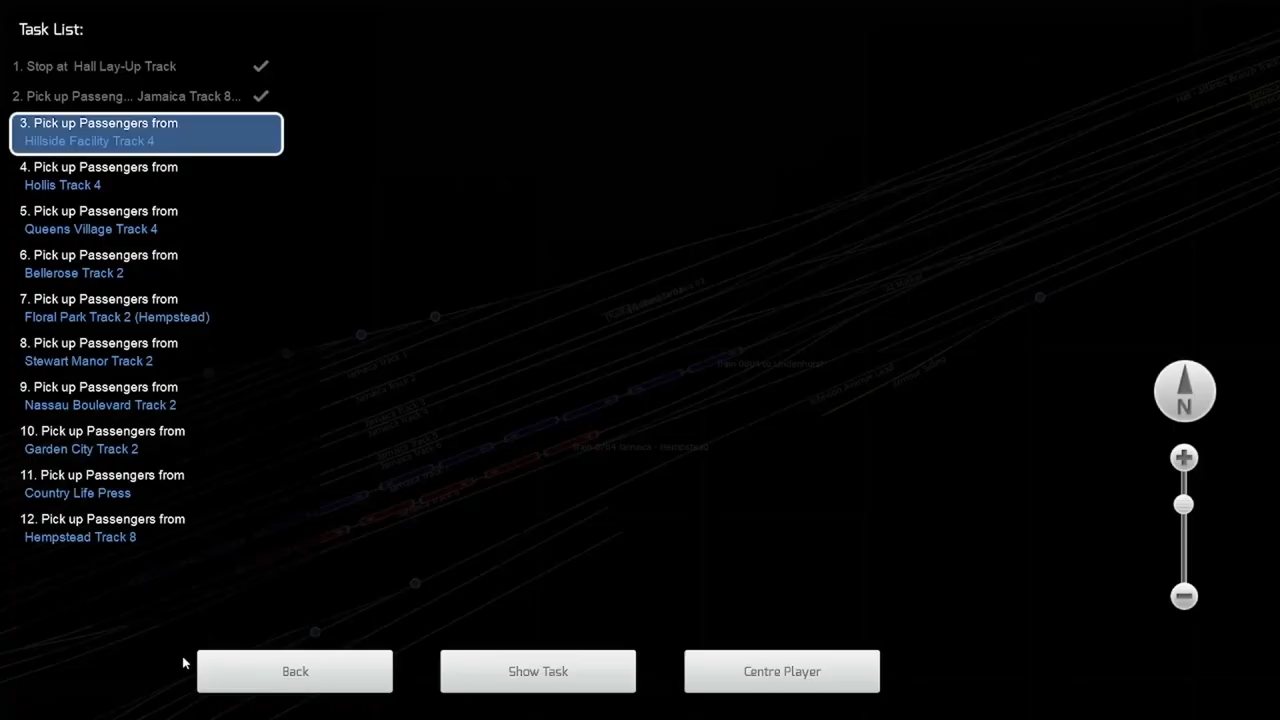 Task List:
1. Stop at  Hall Lay-Up Track
2. Pick up Passeng... Jamaica Track 8...
3. Pick up Passengers from
Hillside Facility Track 4
4. Pick up Passengers from
Hollis Track 4
5. Pick up Passengers from
Queens Village Track 4
6. Pick up Passengers from
Bellerose Track 2
7. Pick up Passengers from
Floral Park Track 2 (Hempstead)
8. Pick up Passengers from
Stewart Manor Track 2
9. Pick up Passengers from
Nassau Boulevard Track 2
10. Pick up Passengers from
Garden City Track 2
11. Pick up Passengers from
Country Life Press
12. Pick up Passengers from
Hempstead Track 8
N
Back
Show Task
Centre Player